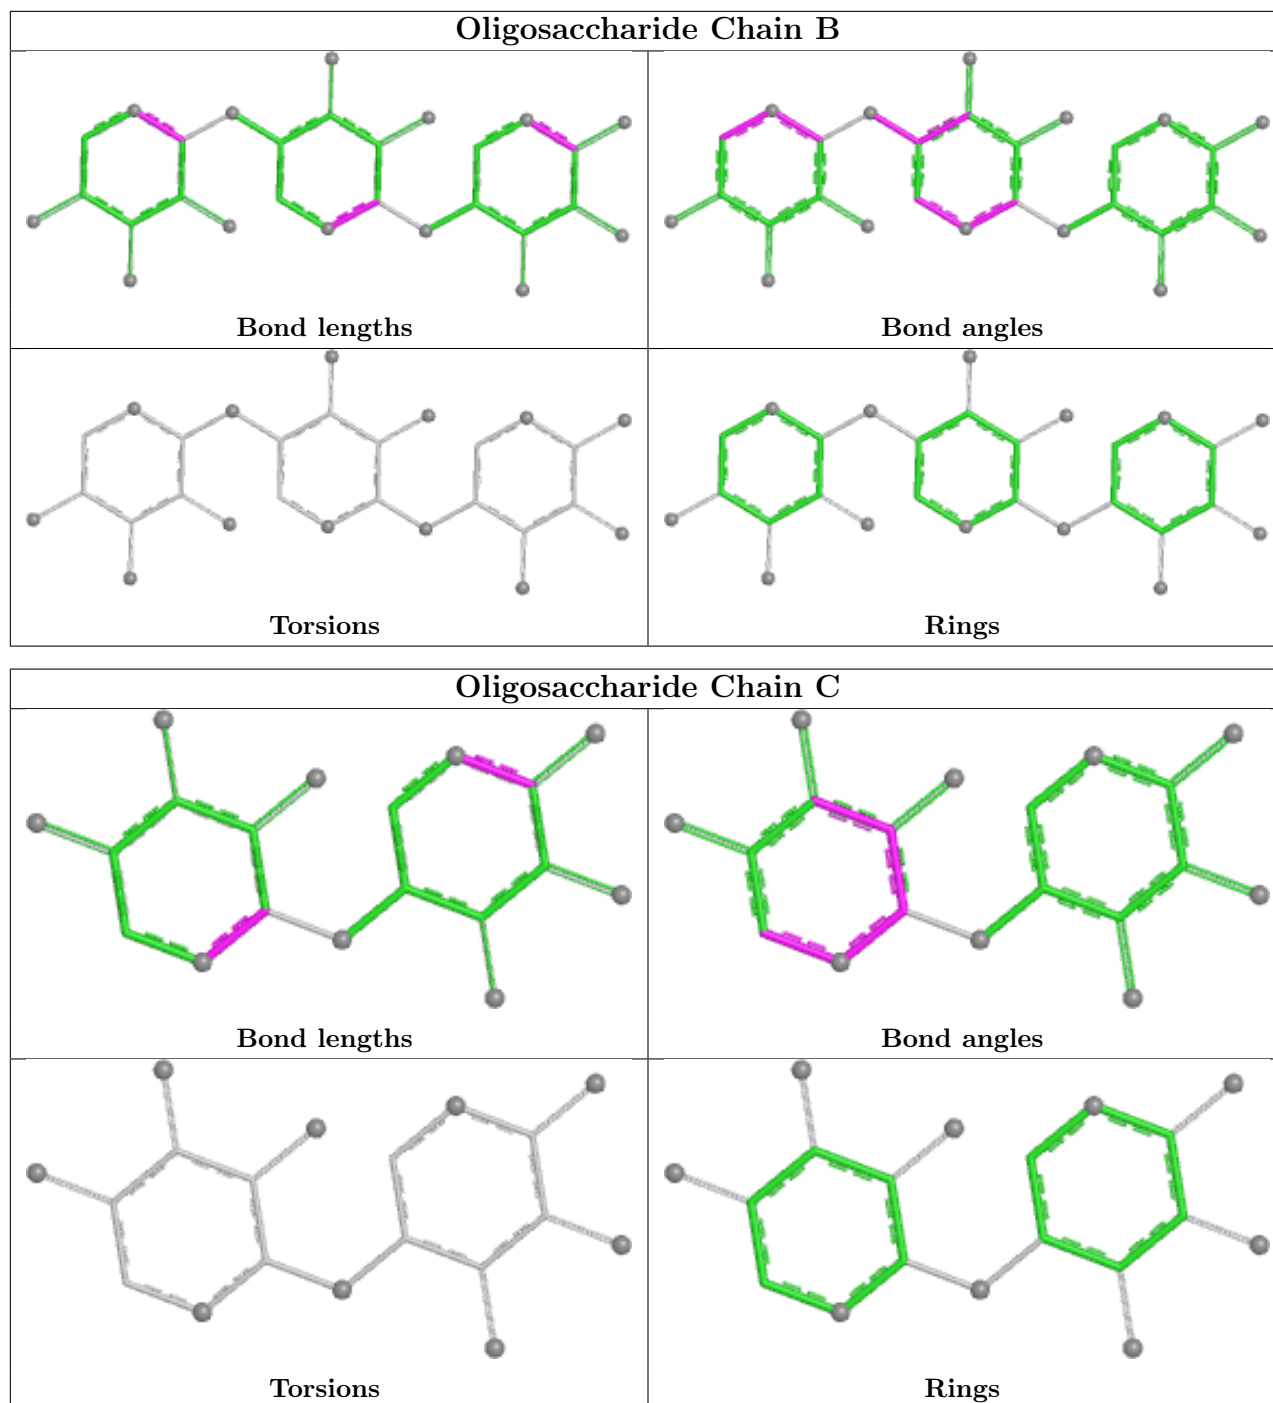 Oligosaccharide Chain B
Bond lengths
Bond angles
Torsions
Rings
Oligosaccharide Chain C
Bond lengths
Bond angles
Torsions
Rings